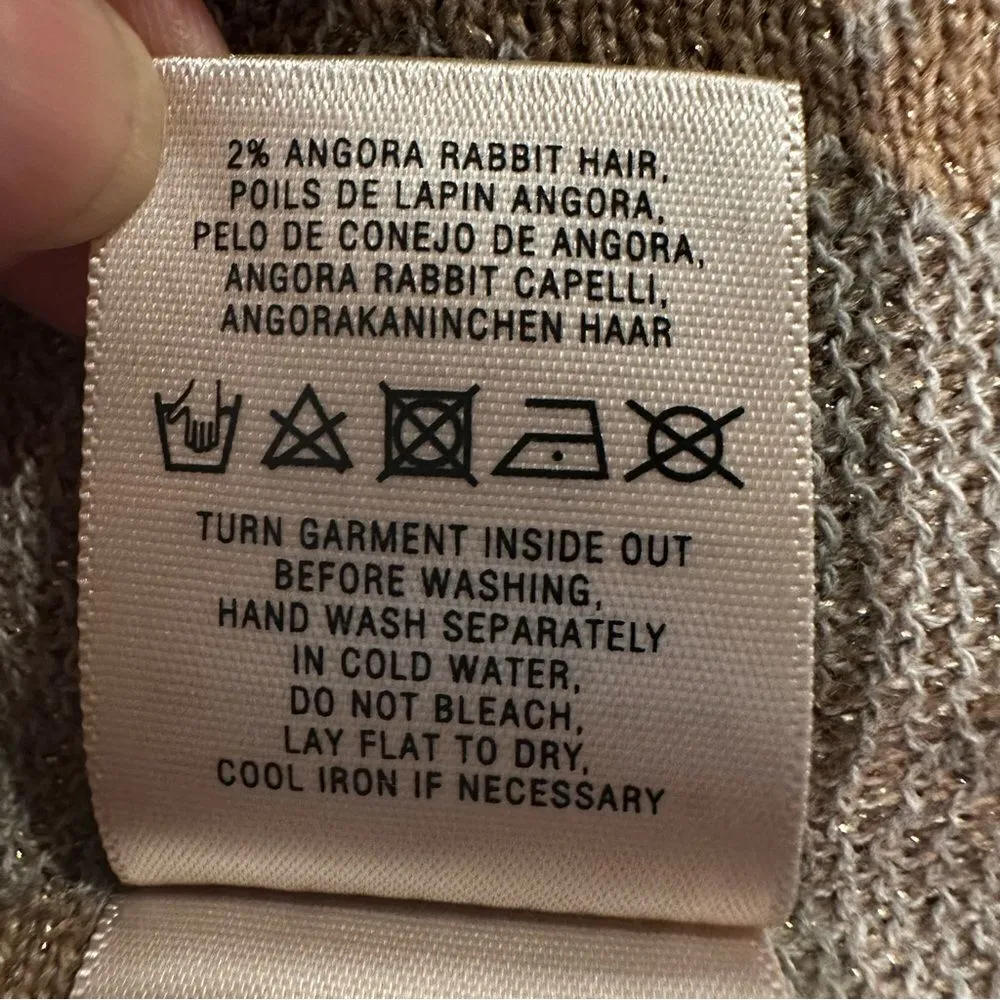 2% ANGORA RABBIT HAIR,
POILS DE LAPIN ANGORA,
PELO DE CONEJO DE ANGORA,
ANGORA RABBIT CAPELLI,
ANGORAKANINCHEN HAAR
TURN GARMENT INSIDE OUT
BEFORE WASHING,
HAND WASH SEPARATELY
IN COLD WATER,
DO NOT BLEACH,
LAY FLAT TO DRY,
COOL IRON IF NECESSARY